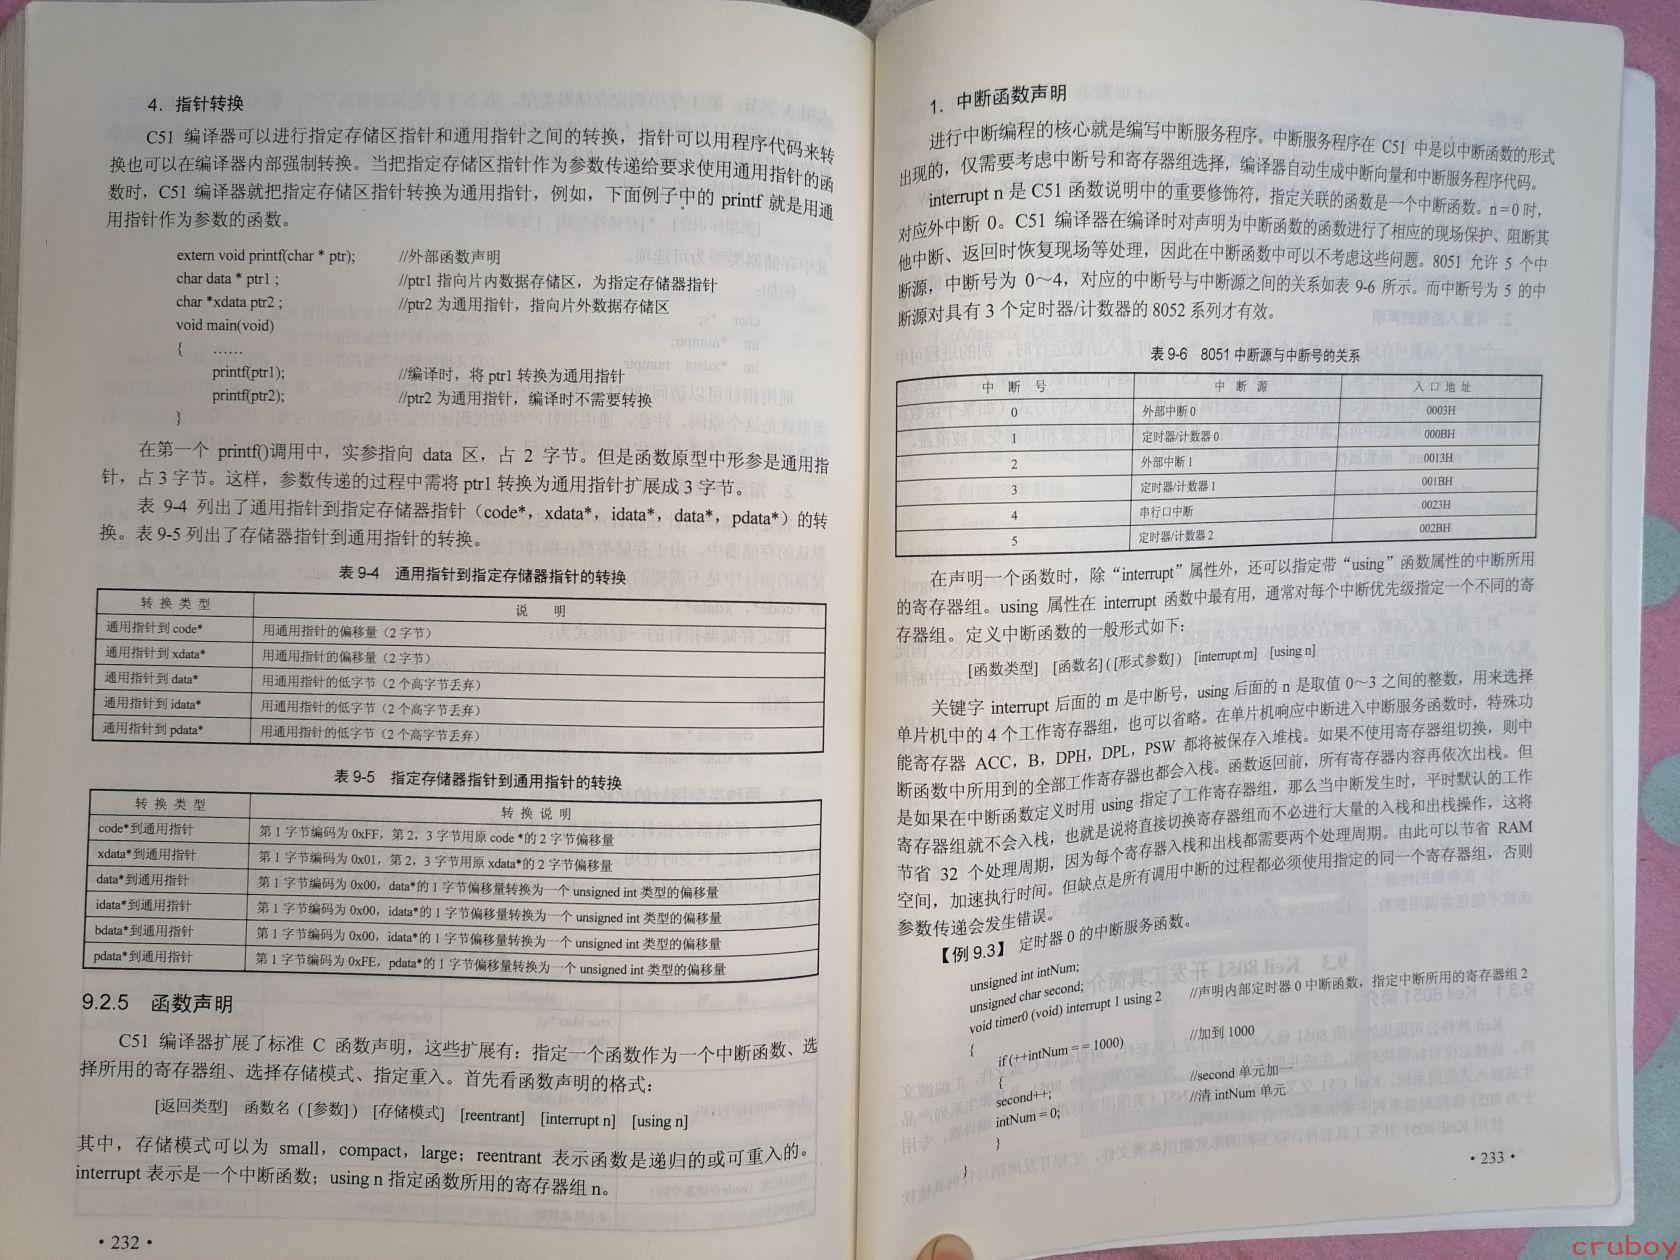 4．指针转换
C51 编译器可以进行指定存储区指针和通用指针之间的转换，指针可以用程序代码来转
换也可以在编译器内部强制转换。当把指定存储区指针作为参数传递给要求使用通用指针的函
数时，C51 编译器就把指定存储区指针转换为通用指针，例如，下面例子中的 printf 就是用通
用指针作为参数的函数。
extern void printf(char * ptr); //外部函数声明
char data * ptr1 ; //ptr1 指向片内数据存储区，为指定存储器指针
char *xdata ptr2 ; //ptr2 为通用指针，指向片外数据存储区
void main(void)
{ ……
printf(ptr1); //编译时，将 ptr1 转换为通用指针
printf(ptr2); //ptr2 为通用指针，编译时不需要转换
}
在第一个 printf()调用中，实参指向 data 区，占 2 字节。但是函数原型中形参是通用指
针，占 3 字节。这样，参数传递的过程中需将 ptr1 转换为通用指针扩展成 3 字节。
表 9-4 列出了通用指针到指定存储器指针（code*，xdata*，idata*，data*，pdata*）的转
换。表 9-5 列出了存储器指针到通用指针的转换。
表 9-4 通用指针到指定存储器指针的转换
转换类型 说 明
通用指针到 code* 用通用指针的偏移量（2 字节）
通用指针到 xdata* 用通用指针的偏移量（2 字节）
通用指针到 data* 用通用指针的低字节（2 个高字节丢弃）
通用指针到 idata* 用通用指针的低字节（2 个高字节丢弃）
通用指针到 pdata* 用通用指针的低字节（2 个高字节丢弃）
表 9-5 指定存储器指针到通用指针的转换
转换类型 转换说明
code*到通用指针 第 1 字节编码为 0xFF，第 2，3 字节用原 code *的 2 字节偏移量
xdata*到通用指针 第 1 字节编码为 0x01，第 2，3 字节用原 xdata*的 2 字节偏移量
data*到通用指针 第 1 字节编码为 0x00，data*的 1 字节偏移量转换为一个 unsigned int 类型的偏移量
idata*到通用指针 第 1 字节编码为 0x00，idata*的 1 字节偏移量转换为一个 unsigned int 类型的偏移量
bdata*到通用指针 第 1 字节编码为 0x00，idata*的 1 字节偏移量转换为一个 unsigned int 类型的偏移量
pdata*到通用指针 第 1 字节编码为 0xFE，pdata*的 1 字节偏移量转换为一个 unsigned int 类型的偏移量
9.2.5 函数声明
C51 编译器扩展了标准 C 函数声明，这些扩展有：指定一个函数作为一个中断函数、选
择所用的寄存器组、选择存储模式、指定重入。首先看函数声明的格式：
[返回类型] 函数名（[参数]） [存储模式] [reentrant] [interrupt n] [using n]
其中，存储模式可以为 small，compact，large；reentrant 表示函数是递归的或可重入的。
interrupt 表示是一个中断函数；using n 指定函数所用的寄存器组 n。
·232·
1．中断函数声明
进行中断编程的核心就是编写中断服务程序。中断服务程序在 C51 中是以中断函数的形式
出现的，仅需要考虑中断号和寄存器组选择，编译器自动生成中断向量和中断服务程序代码。
interrupt n 是 C51 函数说明中的重要修饰符，指定关联的函数是一个中断函数。n = 0 时，
对应外中断 0。C51 编译器在编译时对声明为中断函数的函数进行了相应的现场保护、阻断其
他中断、返回时恢复现场等处理，因此在中断函数中可以不考虑这些问题。8051 允许 5 个中
断源，中断号为 0～4，对应的中断号与中断源之间的关系如表 9-6 所示。而中断号为 5 的中
断源对具有 3 个定时器/计数器的 8052 系列才有效。
表 9-6 8051 中断源与中断号的关系
中 断 号 中 断 源 入口地址
0 外部中断 0 0003H
1 定时器/计数器 0 000BH
2 外部中断 1 0013H
3 定时器/计数器 1 001BH
4 串行口中断 0023H
5 定时器/计数器 2 002BH
在声明一个函数时，除“interrupt”属性外，还可以指定带“using”函数属性的中断所用
的寄存器组。using 属性在 interrupt 函数中最有用，通常对每个中断优先级指定一个不同的寄
存器组。定义中断函数的一般形式如下：
[函数类型] [函数名]（[形式参数]） [interrupt m] [using n]
关键字 interrupt 后面的 m 是中断号，using 后面的 n 是取值 0～3 之间的整数，用来选择
单片机中的 4 个工作寄存器组，也可以省略。在单片机响应中断进入中断服务函数时，特殊功
能寄存器 ACC，B，DPH，DPL，PSW 都将被保存入堆栈。如果不使用寄存器组切换，则中
断函数中所用到的全部工作寄存器也都会入栈。函数返回前，所有寄存器内容再依次出栈。但
是如果在中断函数定义时用 using 指定了工作寄存器组，那么当中断发生时，平时默认的工作
寄存器组就不会入栈，也就是说将直接切换寄存器组而不必进行大量的入栈和出栈操作，这将
节省 32 个处理周期，因为每个寄存器入栈和出栈都需要两个处理周期。由此可以节省 RAM
空间，加速执行时间。但缺点是所有调用中断的过程都必须使用指定的同一个寄存器组，否则
参数传递会发生错误。
【例 9.3】 定时器 0 的中断服务函数。
unsigned int intNum;
unsigned char second;
void timer0 (void) interrupt 1 using 2 //声明内部定时器 0 中断函数，指定中断所用的寄存器组 2
{
if (++intNum = = 1000) //加到 1000
{
second++; //second 单元加一
intNum = 0; //清 intNum 单元
}
}
·233·
cruboy